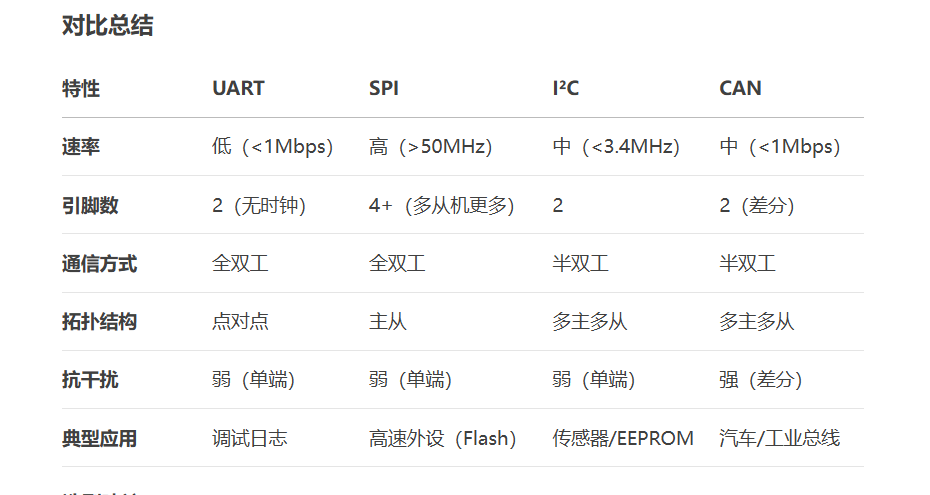 对比总结
特性 UART SPI I²C CAN
速率 低（<1Mbps） 高（>50MHz） 中（<3.4MHz） 中（<1Mbps）
引脚数 2（无时钟） 4+（多从机更多） 2 2（差分）
通信方式 全双工 全双工 半双工 半双工
拓扑结构 点对点 主从 多主多从 多主多从
抗干扰 弱（单端） 弱（单端） 弱（单端） 强（差分）
典型应用 调试日志 高速外设（Flash） 传感器/EEPROM 汽车/工业总线